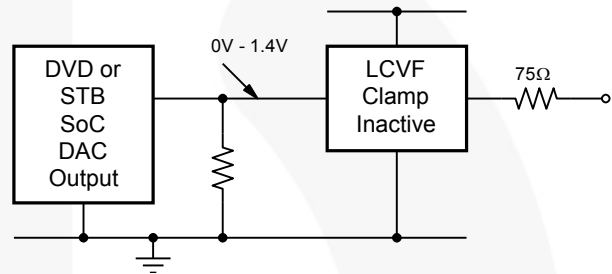 0V - 1.4V
DVD or
STB
SoC
DAC
Output
LCVF
Clamp
Inactive
75Ω